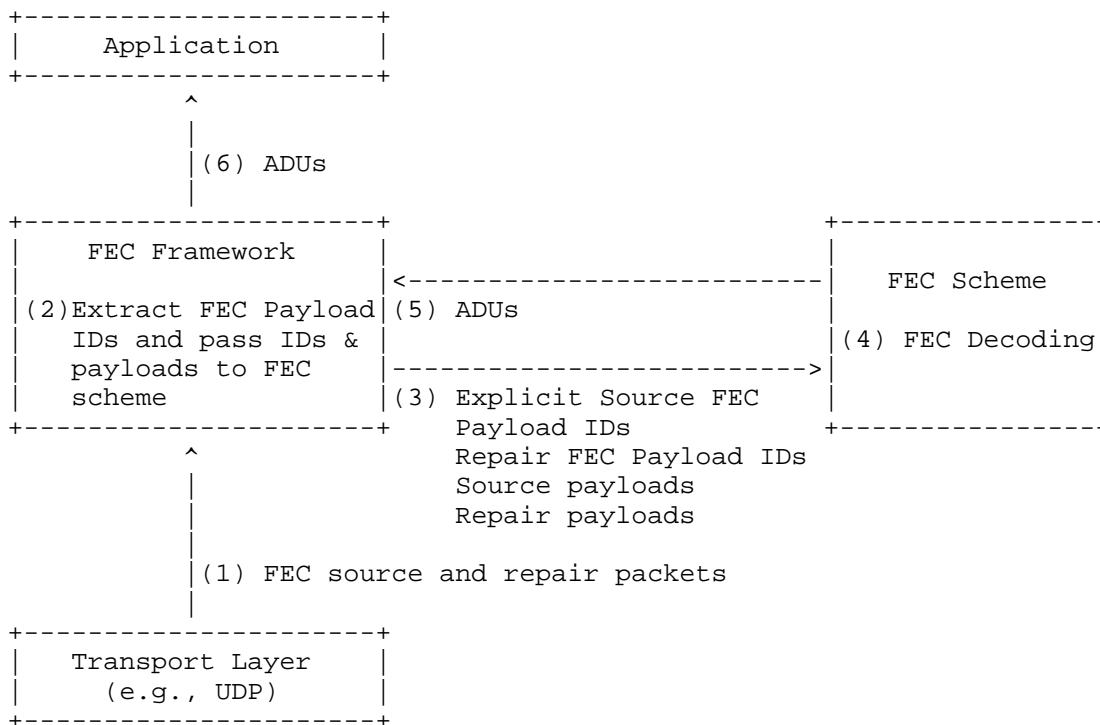 Application
(6) ADUs
FEC Framework
FEC Scheme
(2)Extract FEC Payload
(5) ADUs
IDs and pass IDs &
(4) FEC Decoding
payloads to FEC
scheme
(3) Explicit Source FEC
Payload IDs
Repair FEC Payload IDs
Source payloads
Repair payloads
(1) FEC source and repair packets
Transport Layer
(e.g., UDP)